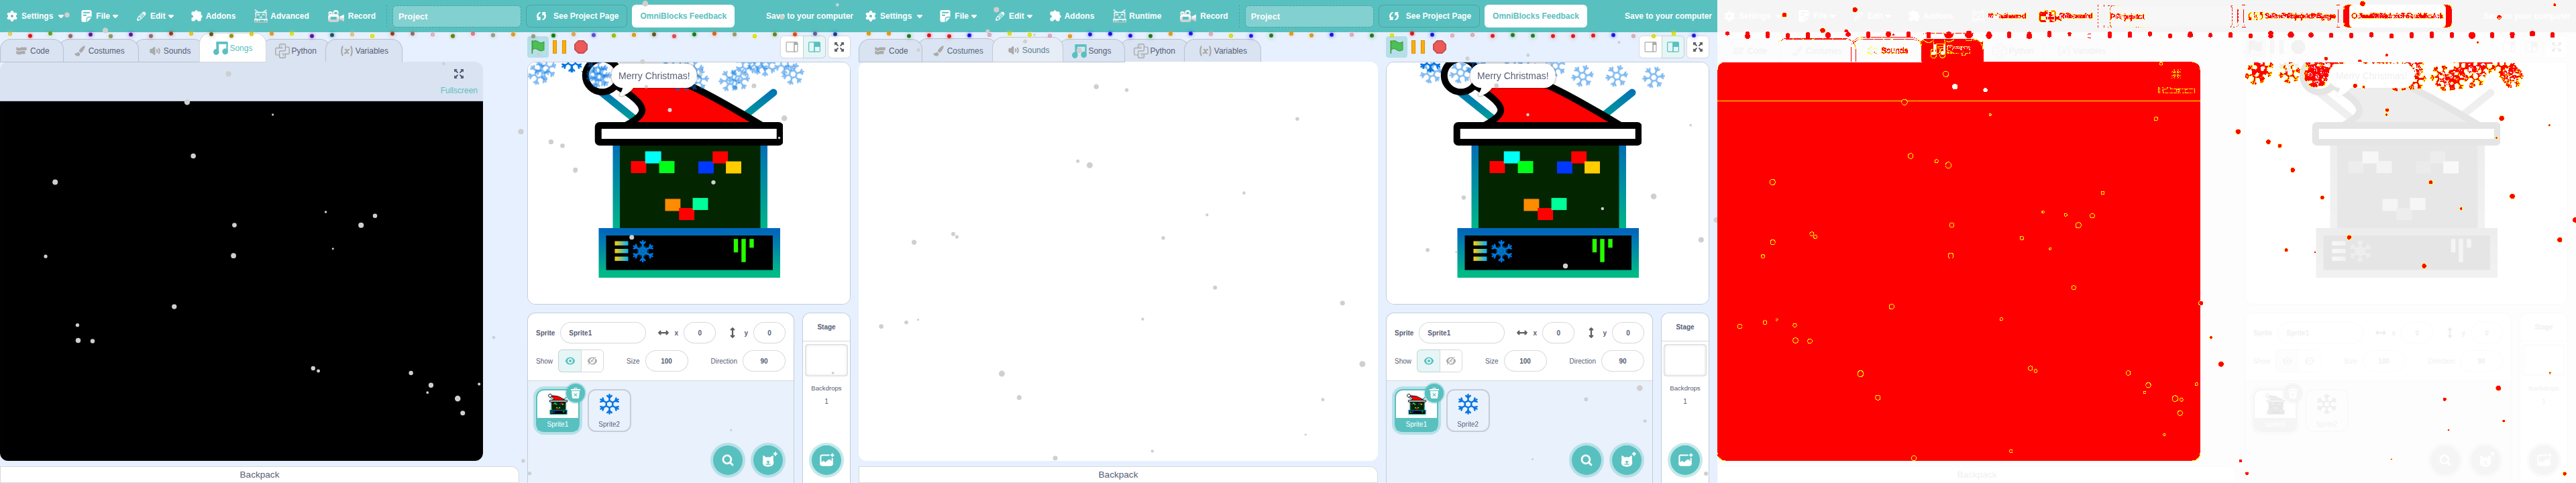 Settings File Edit Addons Advanced Record Project See Project Page OmniBlocks Feedback Save to your computer
Code Costumes Sounds Songs Python (x) Variables
Fullscreen
Merry Christmas!
Sprite Sprite1 x 0 y 0
Show Size 100 Direction 90
Stage
Backdrops
1
Sprite1 Sprite2
Backpack
Settings File Edit Addons Runtime Record Project See Project Page OmniBlocks Feedback Save to your computer
Code Costumes Sounds Songs Python (x) Variables
Merry Christmas!
Sprite Sprite1 x 0 y 0
Show Size 100 Direction 90
Stage
Backdrops
1
Sprite1 Sprite2
Backpack
Sounds
Merry Christmas!
Backpack